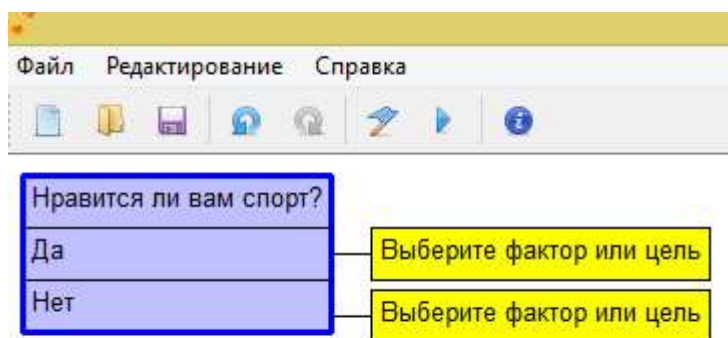 Файл Редактирование Справка
Нравится ли вам спорт?
Да
Выберите фактор или цель
Нет
Выберите фактор или цель